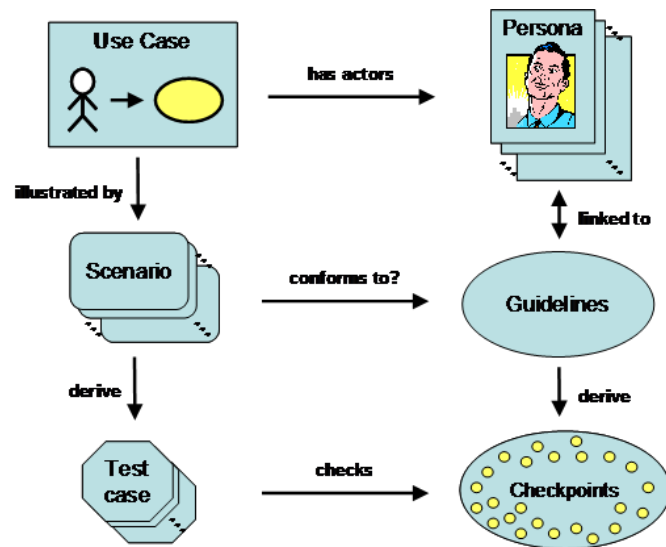 Use Case
Persona
has actors
illustrated by
linked to
Scenario
conforms to?
Guidelines
derive
derive
Test
case
checks
Checkpoints